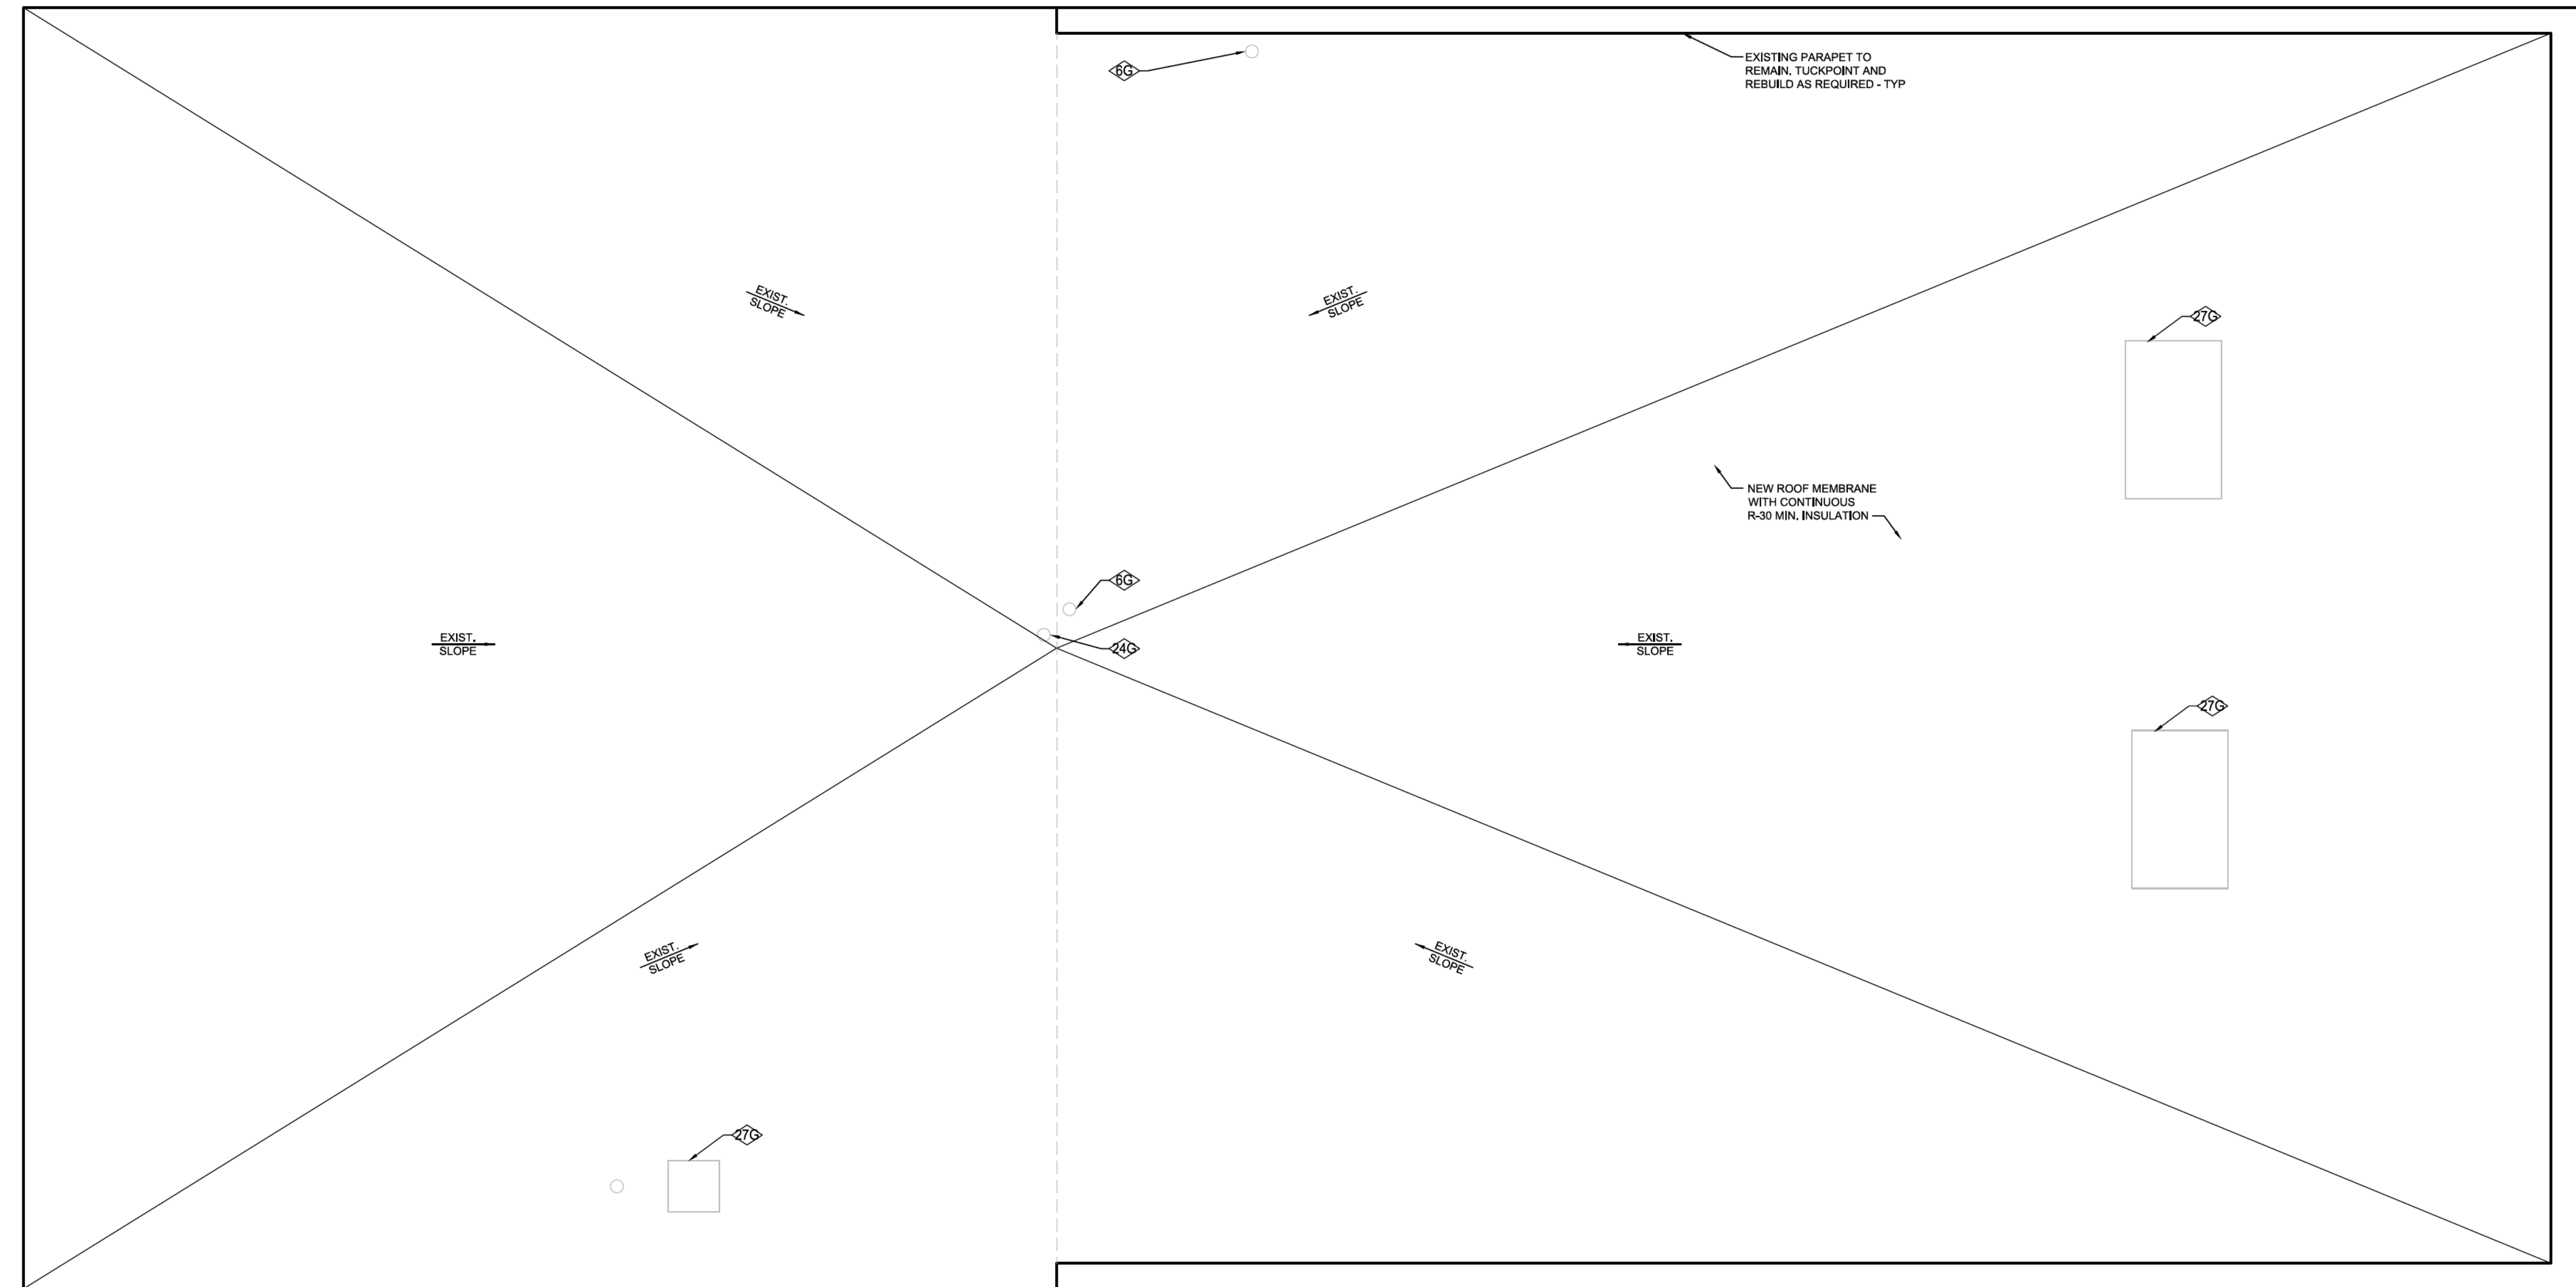 6G
EXISTING PARAPET TO
REMAIN, TUCKPOINT AND
REBUILD AS REQUIRED - TYP
EXIST.
SLOPE
EXIST.
SLOPE
27G
NEW ROOF MEMBRANE
WITH CONTINUOUS
R-30 MIN. INSULATION
6G
24G
EXIST.
SLOPE
EXIST.
SLOPE
27G
EXIST.
SLOPE
EXIST.
SLOPE
27G